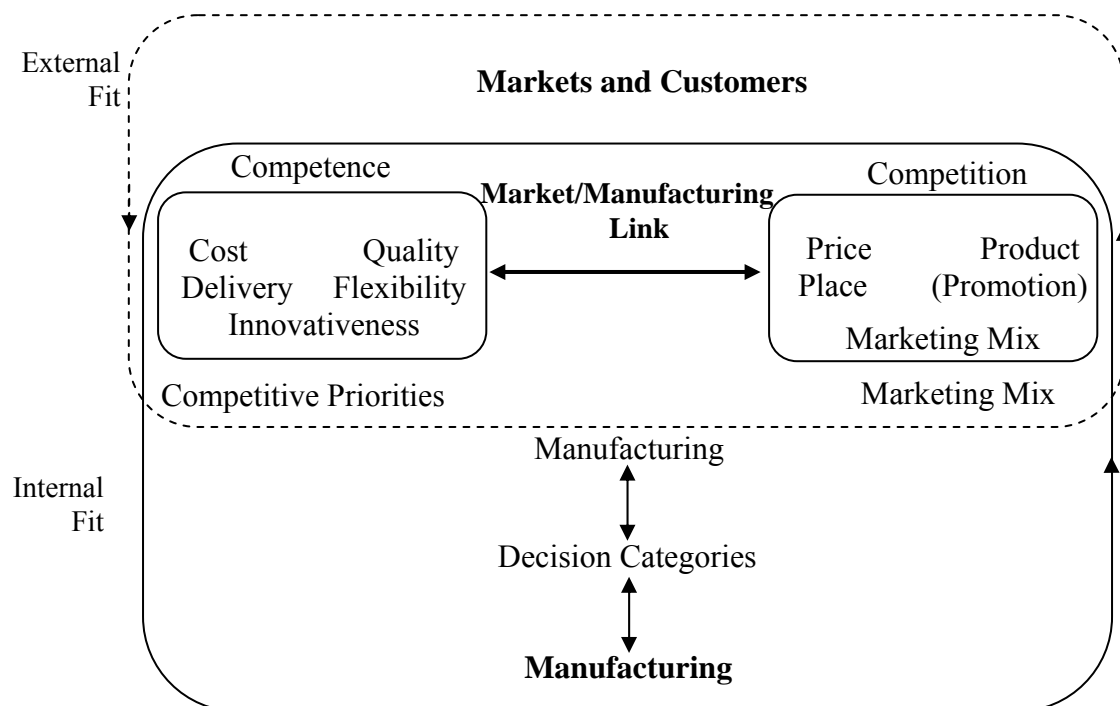 External
Fit
Markets and Customers
Competence
Market/Manufacturing
Link
Competition
Cost Quality
Delivery Flexibility
Innovativeness
Price Product
Place (Promotion)
Marketing Mix
Competitive Priorities
Marketing Mix
Manufacturing
Internal
Fit
Decision Categories
Manufacturing